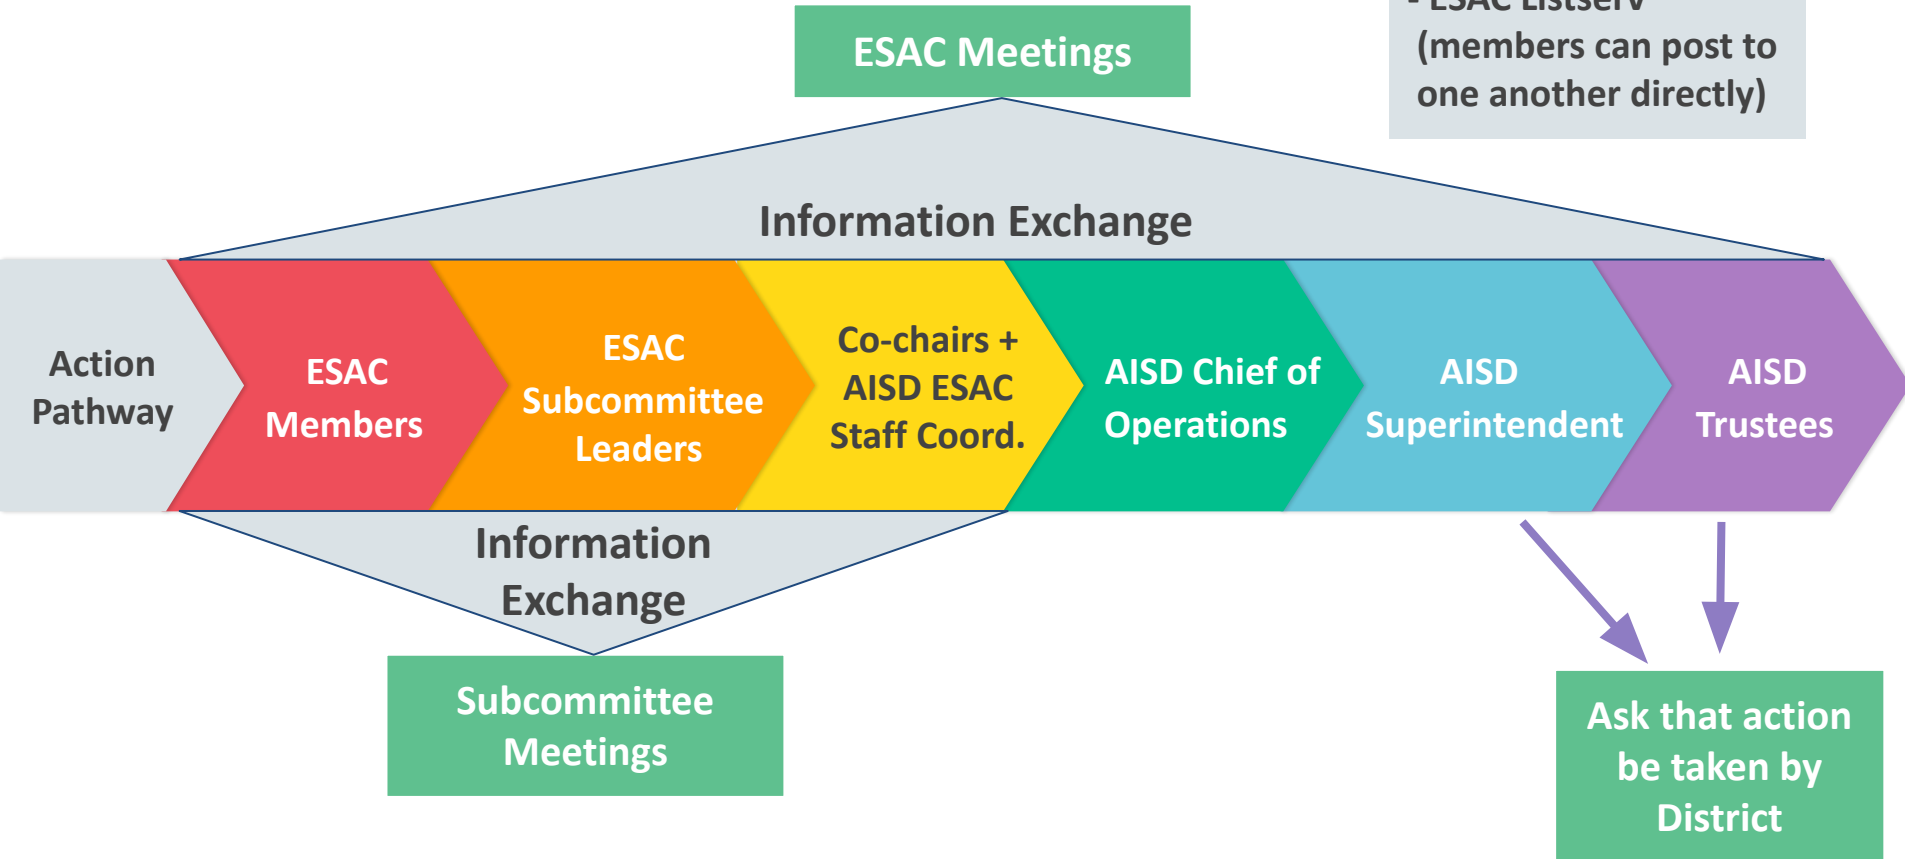 - ESAC Listserv
(members can post to
one another directly)
ESAC Meetings
Information Exchange
Action
Pathway
ESAC
Members
ESAC
Subcommittee
Leaders
Co-chairs +
AISD ESAC
Staff Coord.
AISD Chief of
Operations
AISD
Superintendent
AISD
Trustees
Information
Exchange
Subcommittee
Meetings
Ask that action
be taken by
District